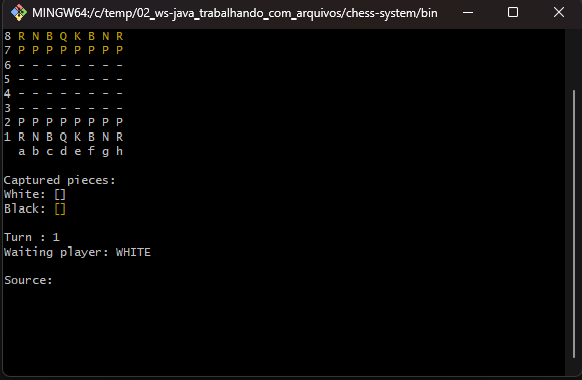 MINGW64:/c/temp/02_ws-java_trabalhando_com_arquivos/chess-system/bin
8 R N B Q K B N R
7 P P P P P P P P
6 - - - - - - - -
5 - - - - - - - -
4 - - - - - - - -
3 - - - - - - - -
2 P P P P P P P P
1 R N B Q K B N R
  a b c d e f g h
Captured pieces:
White: []
Black: []
Turn : 1
Waiting player: WHITE
Source: